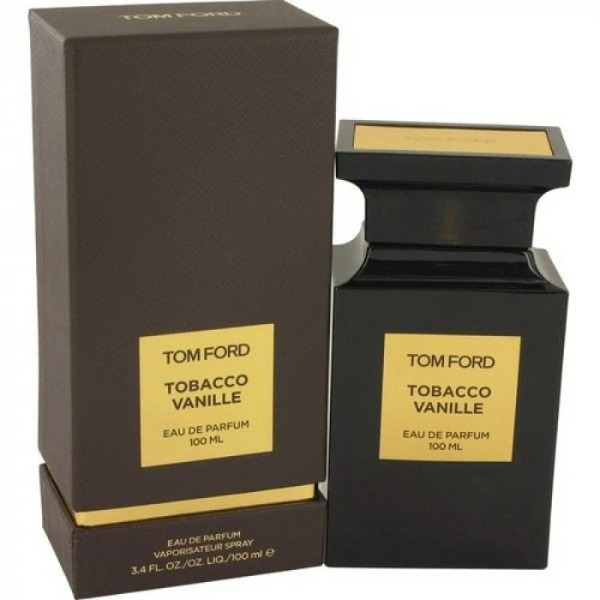 TOM FORD
TOM FORD
TOBACCO
VANILLE
EAU DE PARFUM
100 ML
EAU DE PARFUM
VAPORISATEUR SPRAY
3.4 FL. OZ./OZ. LIQ./100 ml ℮
TOM FORD
TOBACCO
VANILLE
EAU DE PARFUM
100 ML